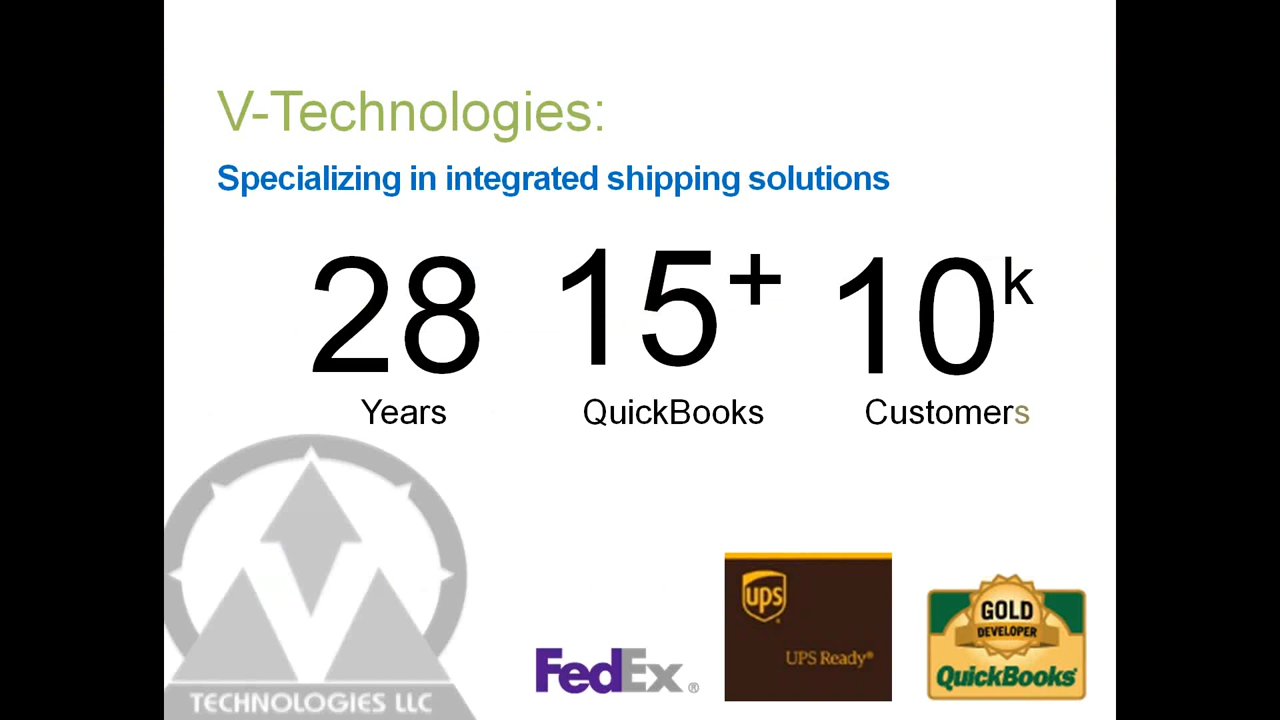 V-Technologies:
Specializing in integrated shipping solutions
28 15+ 10k
Years QuickBooks Customers
TECHNOLOGIES LLC
FedEx®
ups
UPS Ready®
GOLD
DEVELOPER
QuickBooks